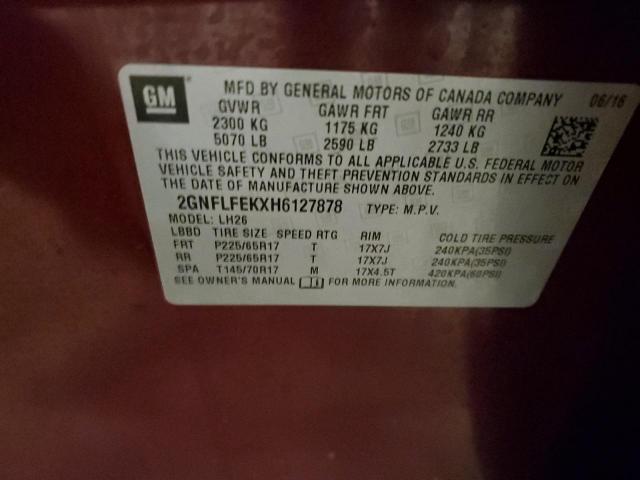 GM MFD BY GENERAL MOTORS OF CANADA COMPANY 06/16
GVWR GAWR FRT GAWR RR
2300 KG 1175 KG 1240 KG
5070 LB 2590 LB 2733 LB
THIS VEHICLE CONFORMS TO ALL APPLICABLE U.S. FEDERAL MOTOR
VEHICLE SAFETY AND THEFT PREVENTION STANDARDS IN EFFECT ON
THE DATE OF MANUFACTURE SHOWN ABOVE.
2GNFLFEKXH6127878 TYPE: M.P.V.
MODEL: LH26
LBBD TIRE SIZE SPEED RTG RIM COLD TIRE PRESSURE
FRT P225/65R17 T 17X7J 240KPA(35PSI)
RR P225/65R17 T 17X7J 240KPA(35PSI)
SPA T145/70R17 M 17X4.5T 420KPA(60PSI)
SEE OWNER'S MANUAL FOR MORE INFORMATION.